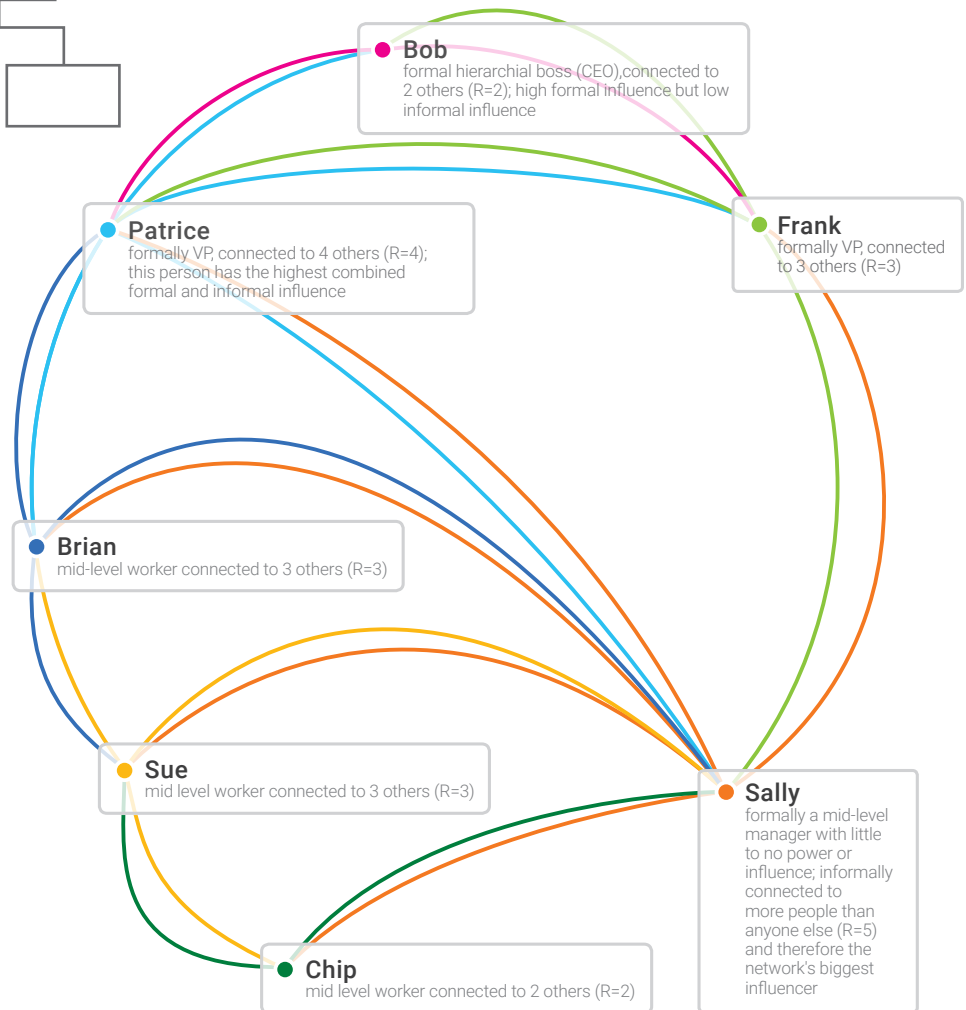 Bob
formal hierarchial boss (CEO),connected to
2 others (R=2); high formal influence but low
informal influence
Patrice
formally VP, connected to 4 others (R=4);
this person has the highest combined
formal and informal influence
Frank
formally VP, connected
to 3 others (R=3)
Brian
mid-level worker connected to 3 others (R=3)
Sue
mid level worker connected to 3 others (R=3)
Sally
formally a mid-level
manager with little
to no power or
influence; informally
connected to
more people than
anyone else (R=5)
and therefore the
network's biggest
influencer
Chip
mid level worker connected to 2 others (R=2)